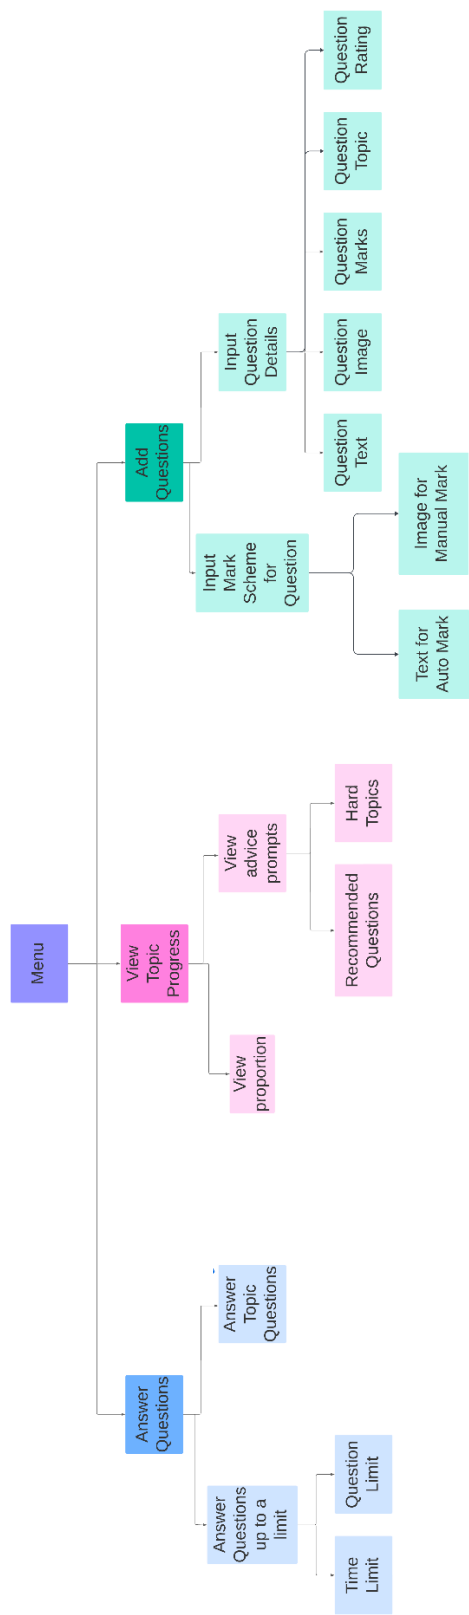 Menu
Answer
Questions
View
Topic
Progress
Add
Questions
Answer
Questions
up to a
limit
Answer
Topic
Questions
View
proportion
View
advice
prompts
Input
Mark
Scheme
for
Question
Input
Question
Details
Time
Limit
Question
Limit
Recommended
Questions
Hard
Topics
Text for
Auto Mark
Image for
Manual Mark
Question
Text
Question
Image
Question
Marks
Question
Topic
Question
Rating